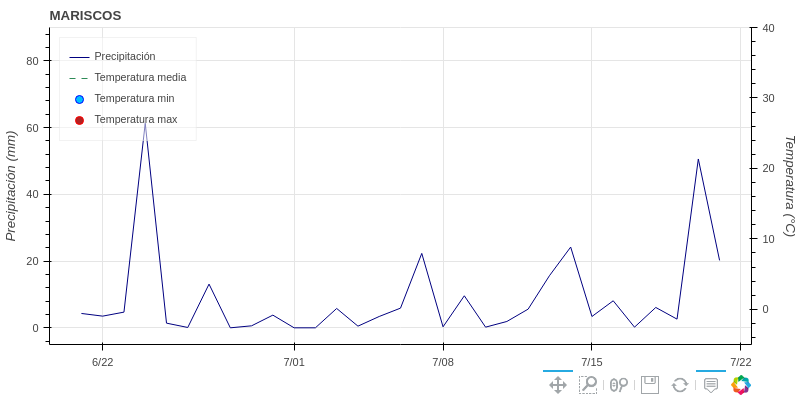 MARISCOS
Precipitación
Temperatura media
Temperatura min
Temperatura max
Precipitación (mm)
80
60
40
20
0
Temperatura (°C)
40
30
20
10
0
6/22
7/01
7/08
7/15
7/22